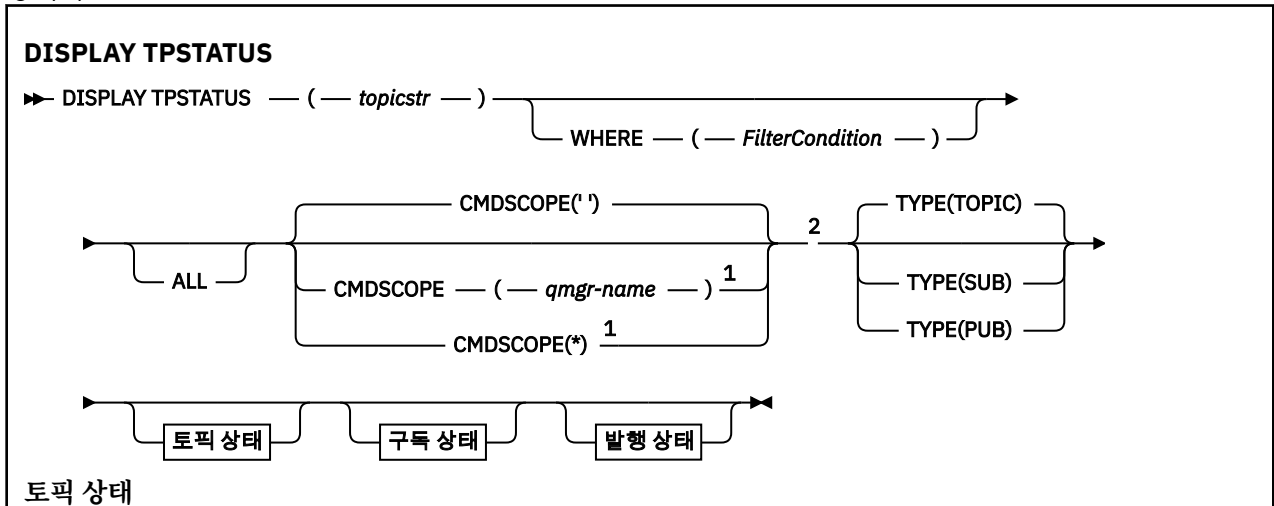 DISPLAY TPSTATUS
DISPLAY TPSTATUS ( topicstr )
WHERE ( FilterCondition )
ALL
CMDSCOPE(' ')
CMDSCOPE ( qmgr-name ) 1
CMDSCOPE(*) 1
2
TYPE(TOPIC)
TYPE(SUB)
TYPE(PUB)
토픽 상태
구독 상태
발행 상태
토픽 상태